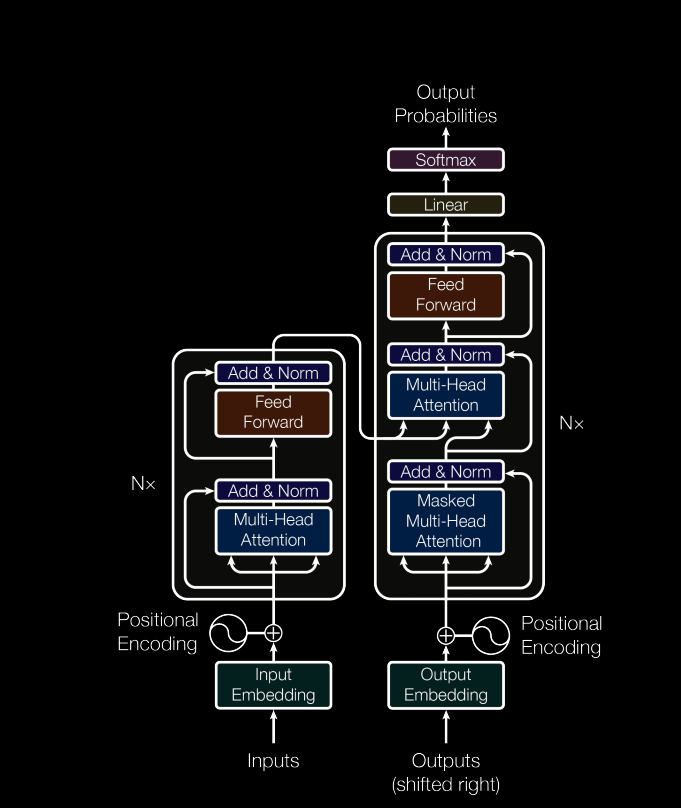 Output
Probabilities
Softmax
Linear
Add & Norm
Feed
Forward
Add & Norm
Multi-Head
Attention
N×
Add & Norm
Masked
Multi-Head
Attention
Add & Norm
Feed
Forward
N×
Add & Norm
Multi-Head
Attention
Positional
Encoding
Positional
Encoding
Input
Embedding
Output
Embedding
Inputs
Outputs
(shifted right)